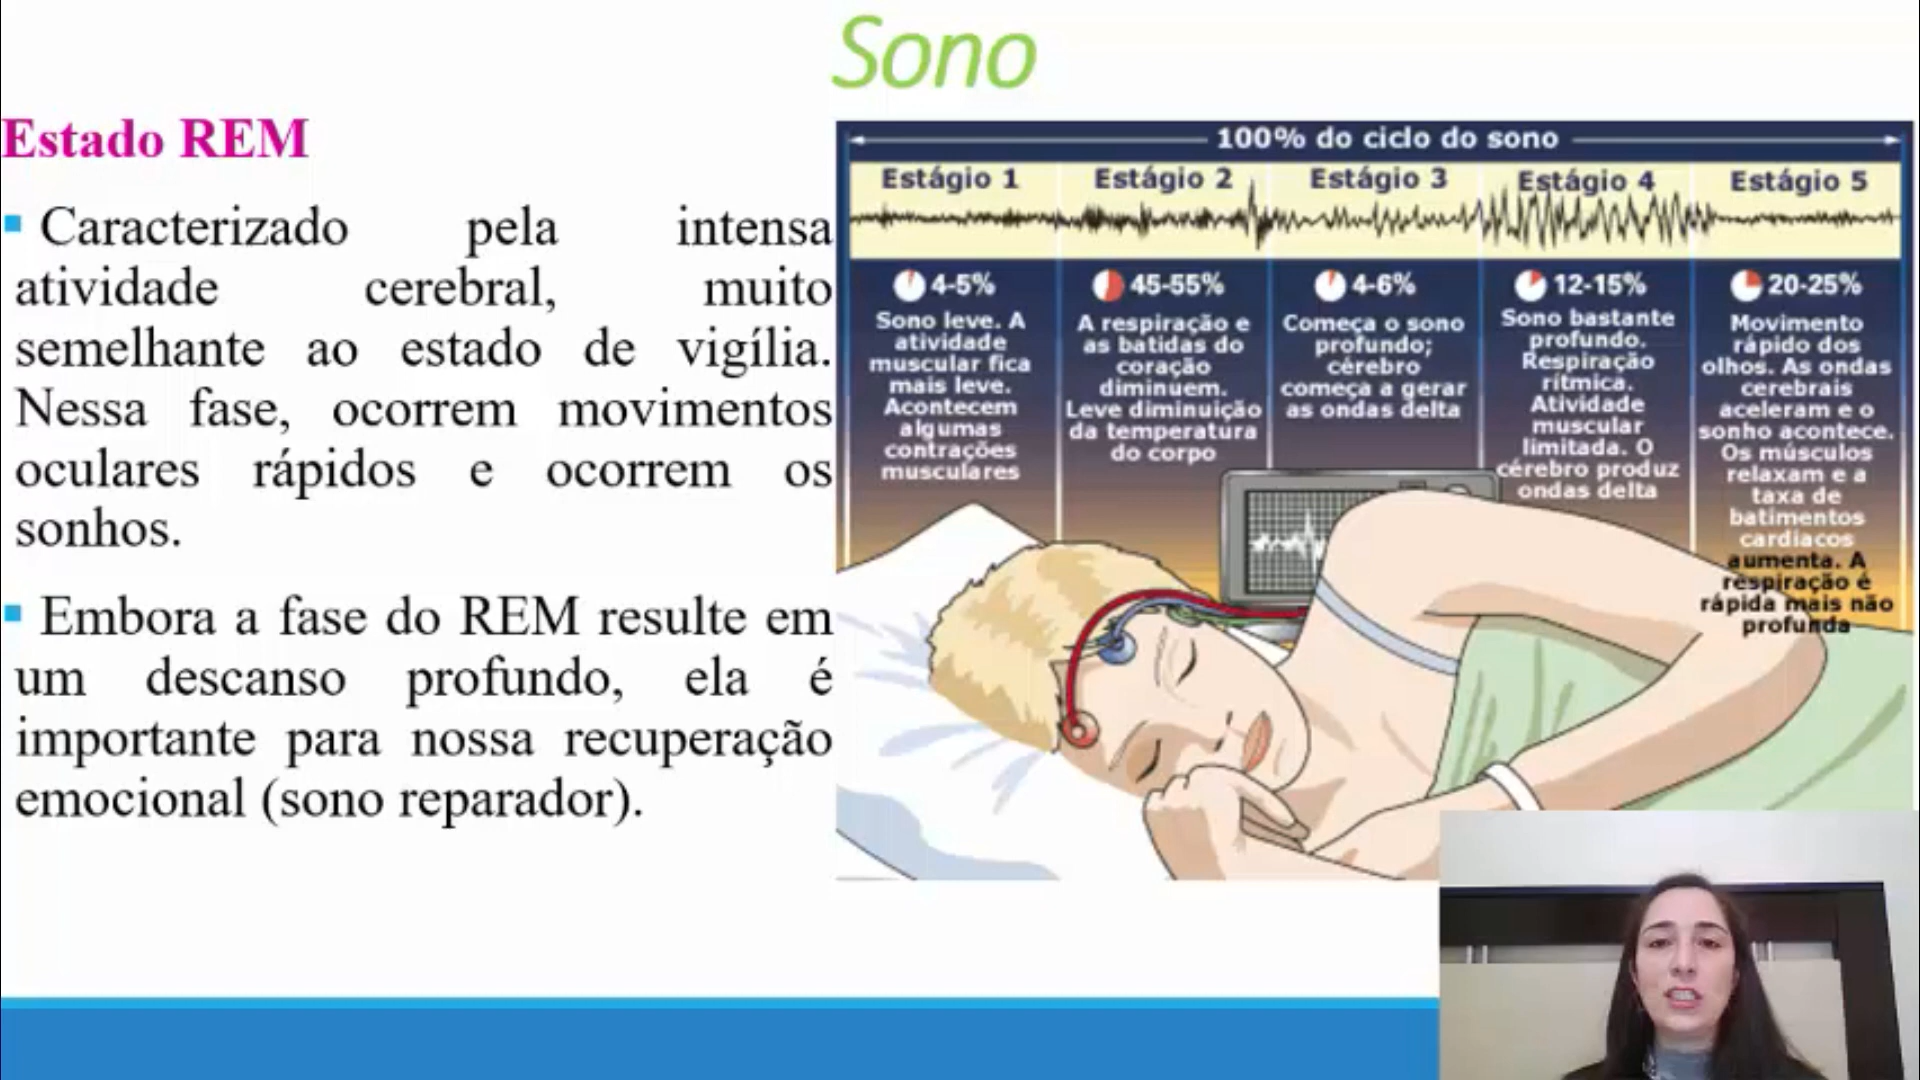 Sono
Estado REM
Caracterizado pela intensa
atividade cerebral, muito
semelhante ao estado de vigília.
Nessa fase, ocorrem movimentos
oculares rápidos e ocorrem os
sonhos.
Embora a fase do REM resulte em
um descanso profundo, ela é
importante para nossa recuperação
emocional (sono reparador).
100% do ciclo do sono
Estágio 1
4-5%
Sono leve. A
atividade
muscular fica
mais leve.
Acontecem
algumas
contrações
musculares
Estágio 2
45-55%
A respiração e
as batidas do
coração
diminuem.
Leve diminuição
da temperatura
do corpo
Estágio 3
4-6%
Começa o sono
profundo;
cérebro
começa a gerar
as ondas delta
Estágio 4
12-15%
Sono bastante
profundo.
Respiração
rítmica.
Atividade
muscular
limitada. O
cérebro produz
ondas delta
Estágio 5
20-25%
Movimento
rápido dos
olhos. As ondas
cerebrais
aceleram e o
sonho acontece.
Os músculos
relaxam e a
taxa de
batimentos
cardíacos
aumenta. A
respiração é
rápida mais não
profunda